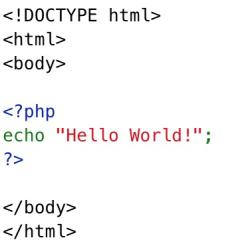 <!DOCTYPE html>
<html>
<body>
<?php
echo "Hello World!";
?>
</body>
</html>